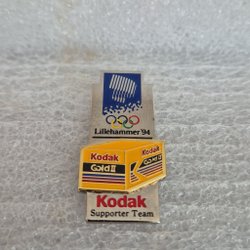 Lillehammer '94
Kodak
Gold II
Kodak
Gold II
Kodak
Supporter Team